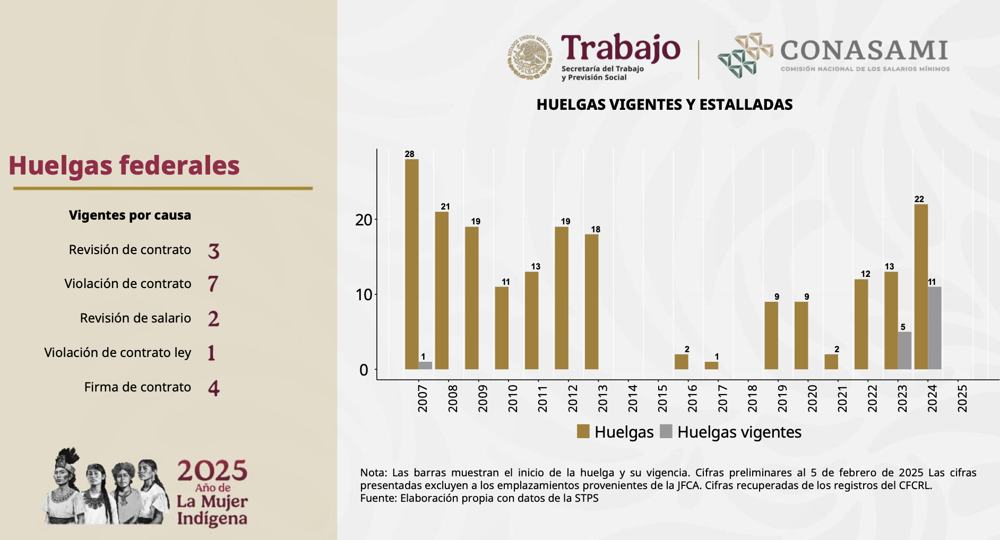 Trabajo
Secretaría del Trabajo
y Previsión Social
CONASAMI
COMISIÓN NACIONAL DE LOS SALARIOS MÍNIMOS
HUELGAS VIGENTES Y ESTALLADAS
Huelgas federales
Vigentes por causa
Revisión de contrato 3
Violación de contrato 7
Revisión de salario 2
Violación de contrato ley 1
Firma de contrato 4
2025
Año de
La Mujer
Indígena
20
10
0
28
1
21
19
11
13
19
18
2
1
9
9
2
12
13
5
22
11
2007 2008 2009 2010 2011 2012 2013 2014 2015 2016 2017 2018 2019 2020 2021 2022 2023 2024 2025
Huelgas Huelgas vigentes
Nota: Las barras muestran el inicio de la huelga y su vigencia. Cifras preliminares al 5 de febrero de 2025 Las cifras
presentadas excluyen a los emplazamientos provenientes de la JFCA. Cifras recuperadas de los registros del CFCRL.
Fuente: Elaboración propia con datos de la STPS